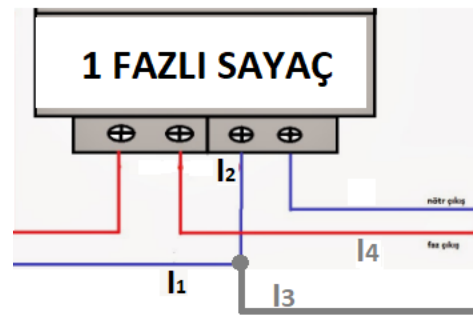 1 FAZLI SAYAÇ
I2
nötr çıkış
I4
faz çıkış
I1
I3